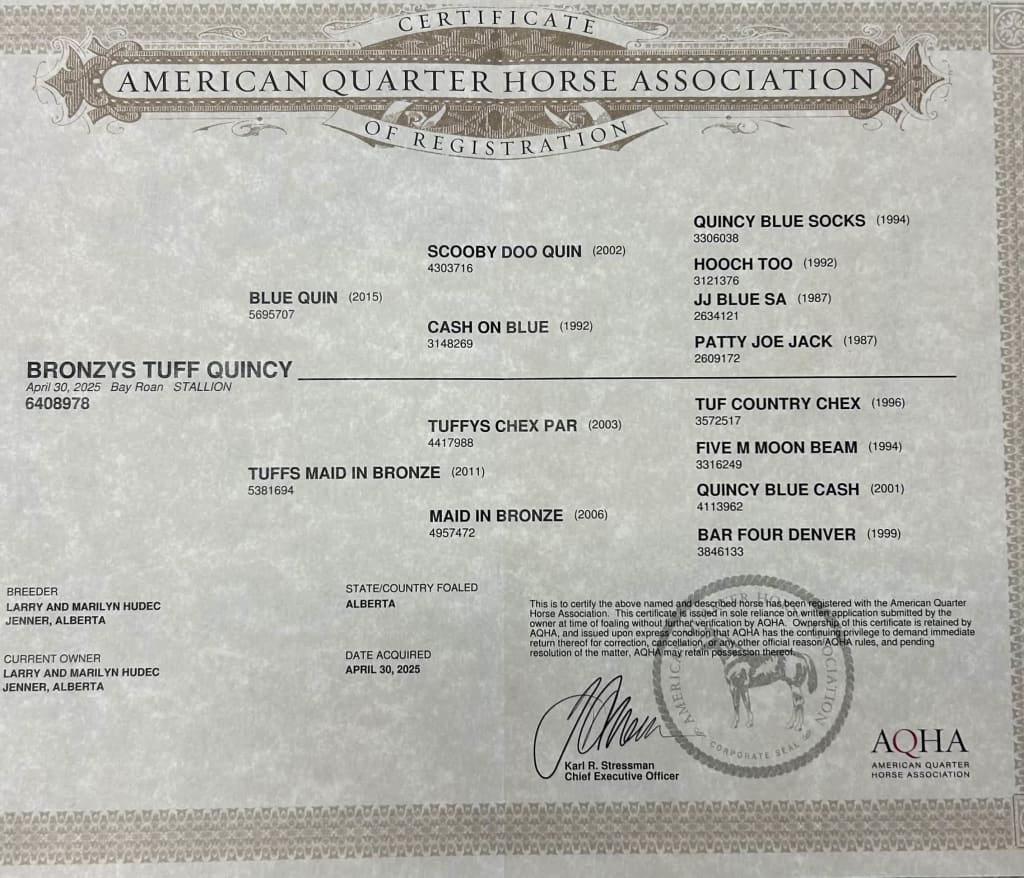 CERTIFICATE
AMERICAN QUARTER HORSE ASSOCIATION
OF REGISTRATION
QUINCY BLUE SOCKS (1994)
3306038
SCOOBY DOO QUIN (2002)
4303716
HOOCH TOO (1992)
3121376
BLUE QUIN (2015)
5695707
JJ BLUE SA (1987)
2634121
CASH ON BLUE (1992)
3148269
PATTY JOE JACK (1987)
2609172
BRONZYS TUFF QUINCY
April 30, 2025 Bay Roan STALLION
6408978
TUF COUNTRY CHEX (1996)
3572517
TUFFYS CHEX PAR (2003)
4417988
FIVE M MOON BEAM (1994)
3316249
TUFFS MAID IN BRONZE (2011)
5381694
QUINCY BLUE CASH (2001)
4113962
MAID IN BRONZE (2006)
4957472
BAR FOUR DENVER (1999)
3846133
BREEDER
LARRY AND MARILYN HUDEC
JENNER, ALBERTA
STATE/COUNTRY FOALED
ALBERTA
CURRENT OWNER
LARRY AND MARILYN HUDEC
JENNER, ALBERTA
DATE ACQUIRED
APRIL 30, 2025
This is to certify the above named and described horse has been registered with the American Quarter
Horse Association. This certificate is issued in sole reliance on written application submitted by the
owner at time of foaling without further verification by AQHA. Ownership of this certificate is retained by
AQHA, and issued upon express condition that AQHA has the continuing privilege to demand immediate
return thereof for correction, cancellation or any other official reason AQHA rules, and pending
resolution of the matter, AQHA may retain possession thereof.
AMERICAN QUARTER HORSE ASSOCIATION
CORPORATE SEAL
Karl R. Stressman
Chief Executive Officer
AQHA
AMERICAN QUARTER
HORSE ASSOCIATION